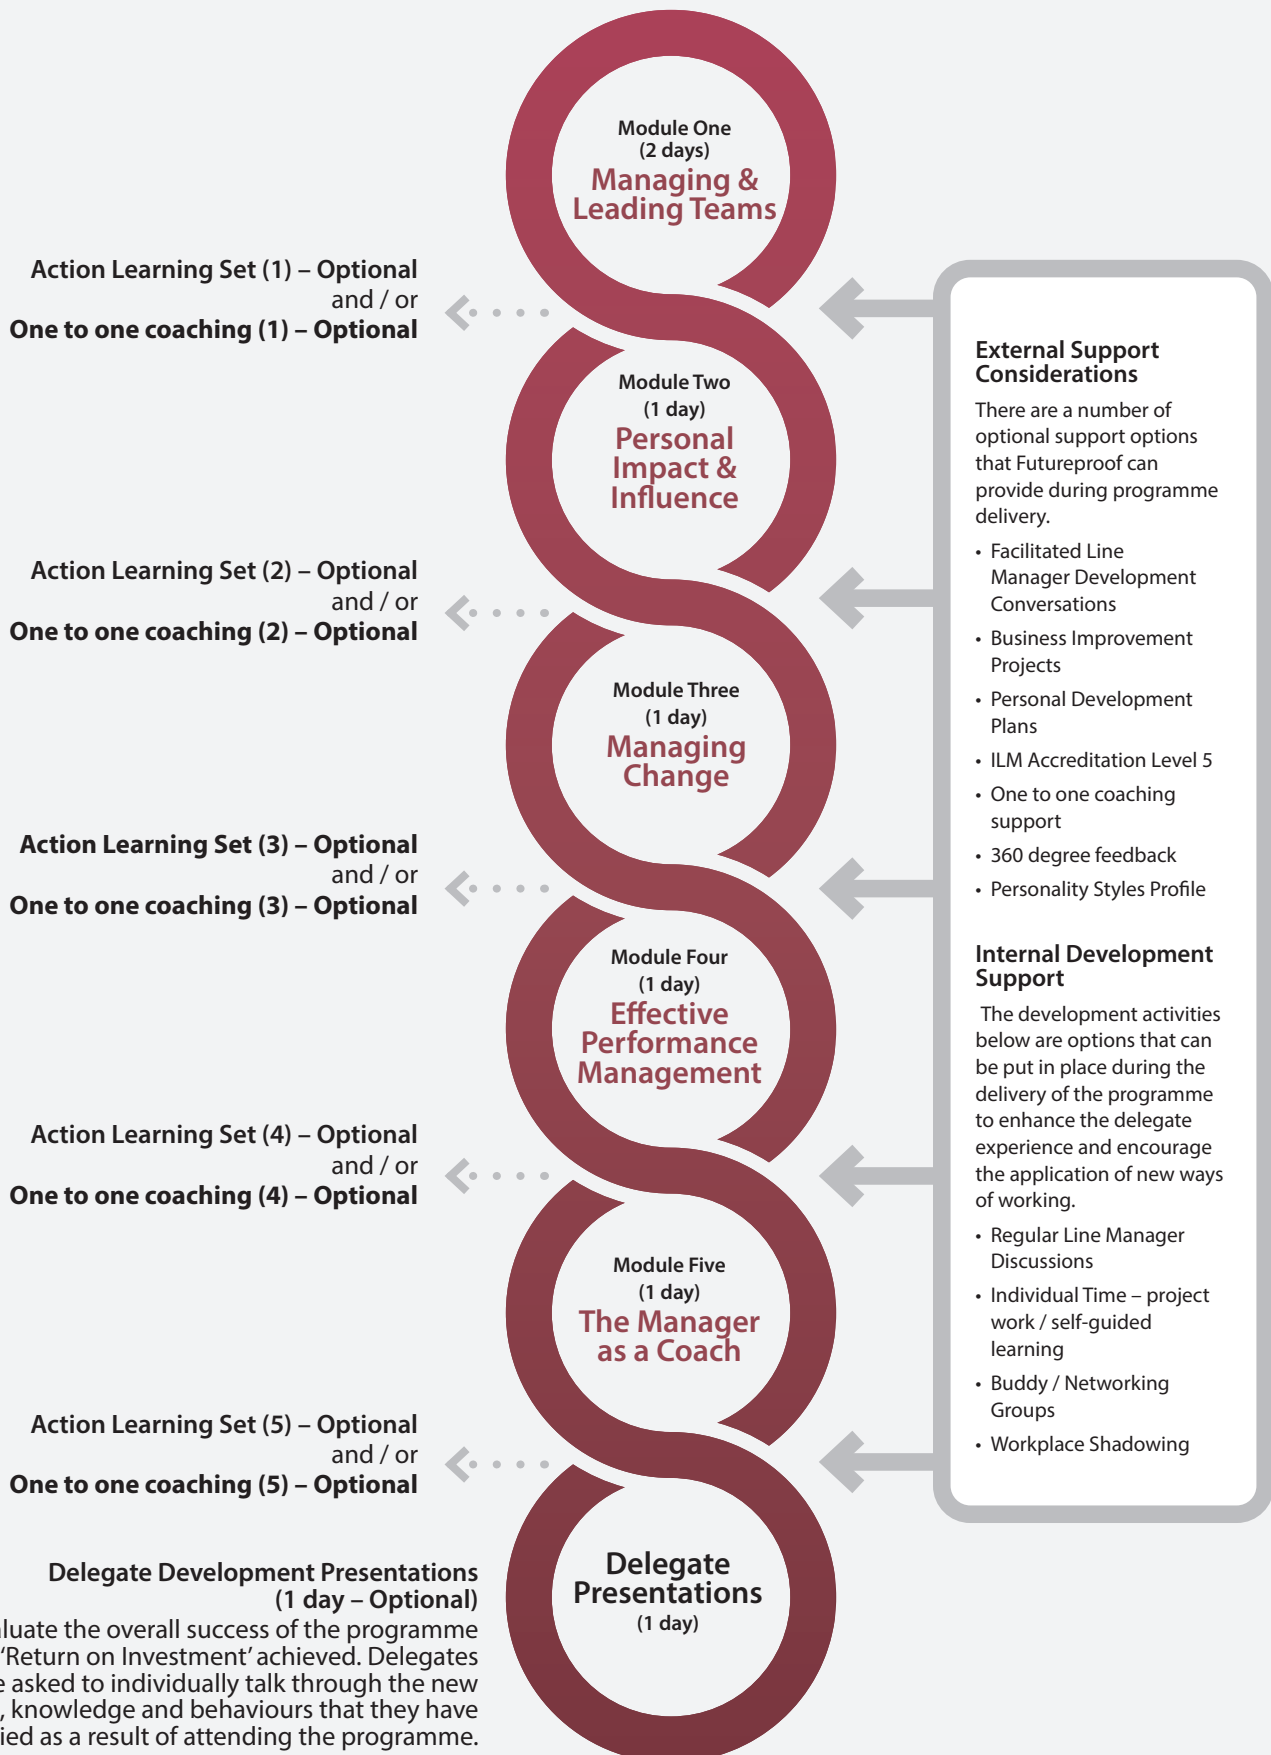 Module One
(2 days)
Managing &
Leading Teams
Action Learning Set (1) – Optional
and / or
One to one coaching (1) – Optional
Module Two
(1 day)
Personal
Impact &
Influence
Action Learning Set (2) – Optional
and / or
One to one coaching (2) – Optional
Module Three
(1 day)
Managing
Change
Action Learning Set (3) – Optional
and / or
One to one coaching (3) – Optional
Module Four
(1 day)
Effective
Performance
Management
Action Learning Set (4) – Optional
and / or
One to one coaching (4) – Optional
Module Five
(1 day)
The Manager
as a Coach
Action Learning Set (5) – Optional
and / or
One to one coaching (5) – Optional
Delegate Development Presentations
(1 day – Optional)
the overall success of the programme
‘Return on Investment’ achieved. Delegates
asked to individually talk through the new
, knowledge and behaviours that they have
as a result of attending the programme.
Delegate
Presentations
(1 day)
External Support
Considerations
There are a number of
optional support options
that Futureproof can
provide during programme
delivery.
• Facilitated Line
Manager Development
Conversations
• Business Improvement
Projects
• Personal Development
Plans
• ILM Accreditation Level 5
• One to one coaching
support
• 360 degree feedback
• Personality Styles Profile
Internal Development
Support
The development activities
below are options that can
be put in place during the
delivery of the programme
to enhance the delegate
experience and encourage
the application of new ways
of working.
• Regular Line Manager
Discussions
• Individual Time – project
work / self-guided
learning
• Buddy / Networking
Groups
• Workplace Shadowing